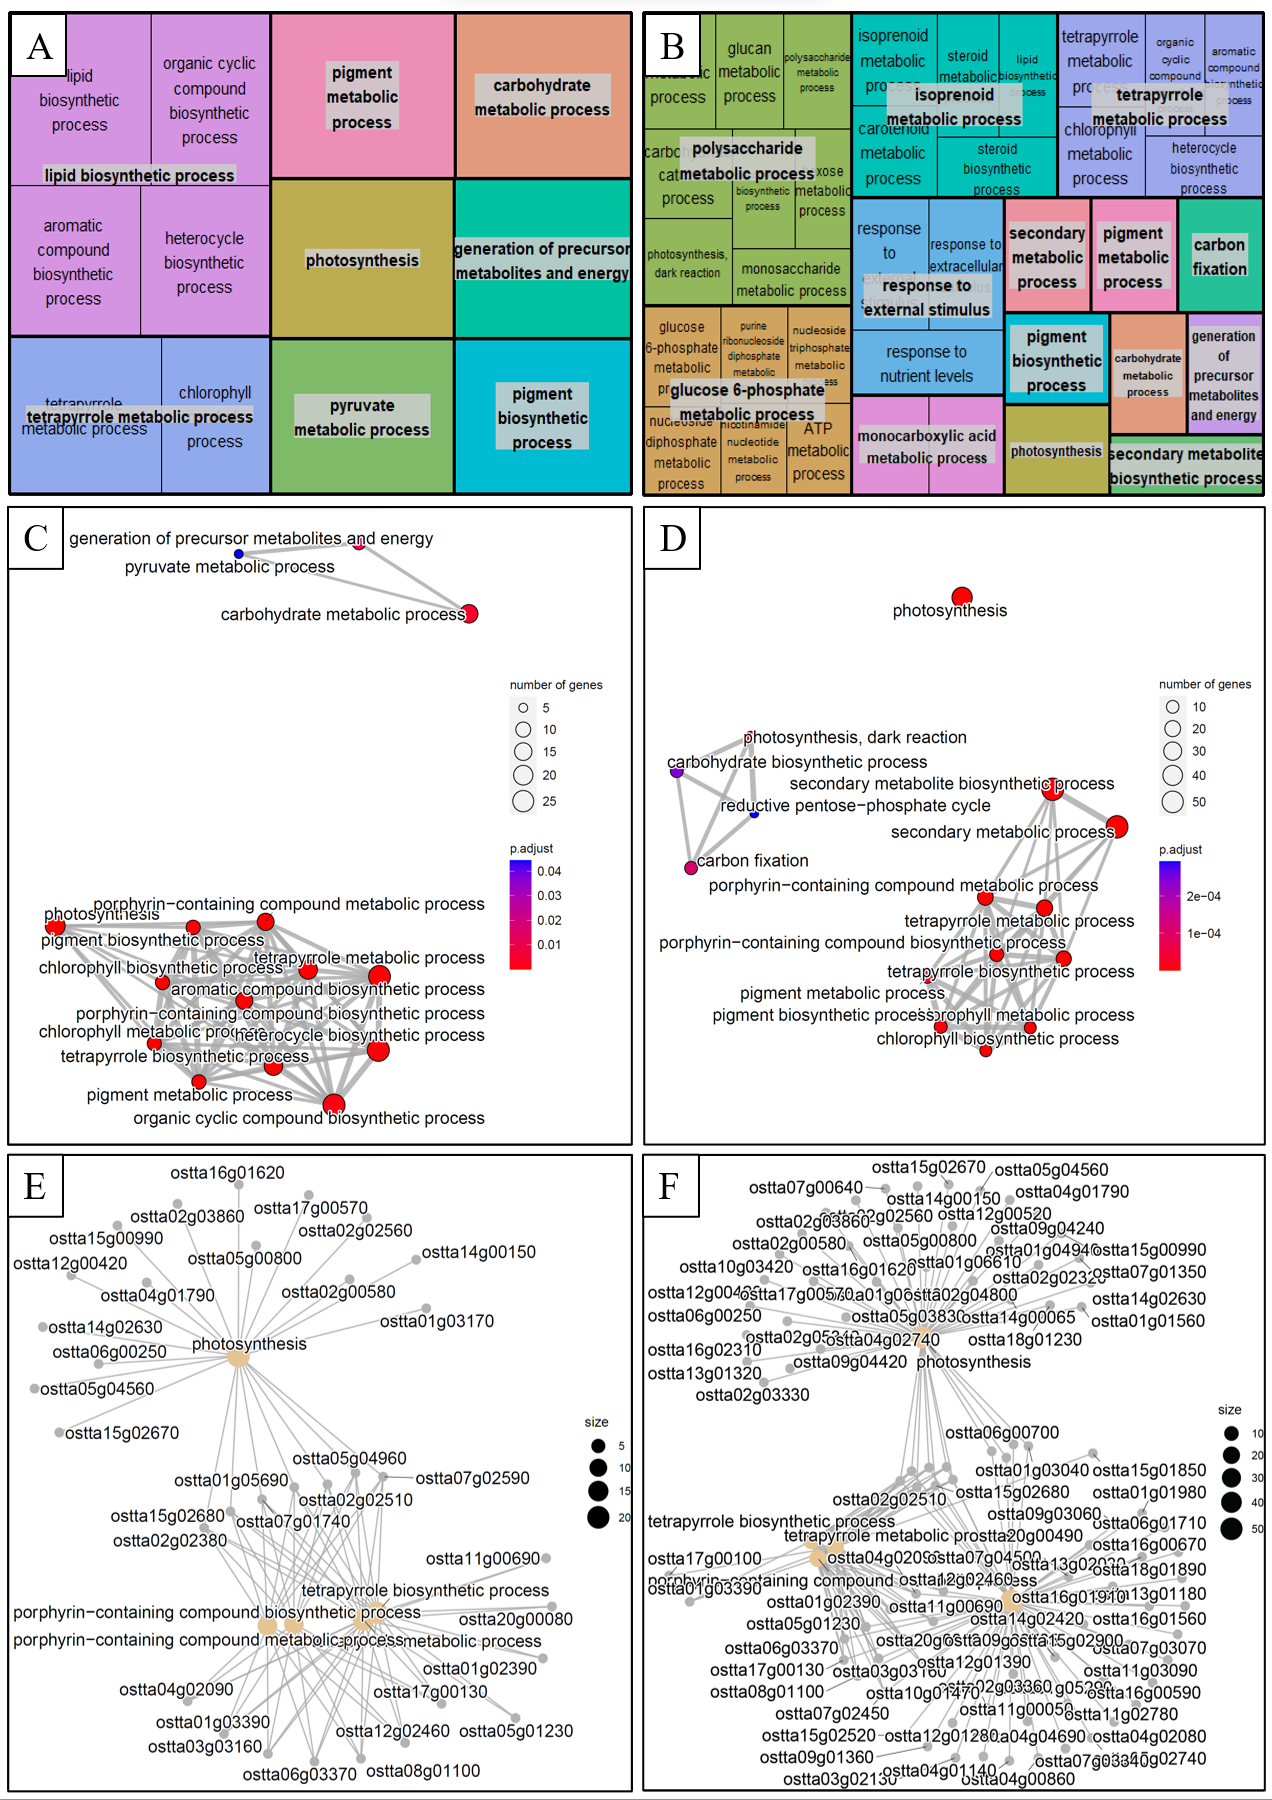 A
lipid
biosynthetic
process
organic cyclic
compound
biosynthetic
process
lipid biosynthetic process
aromatic
compound
biosynthetic
process
heterocycle
biosynthetic
process
tetrapyrrole
metabolic process
chlorophyll
process
tetrapyrrole metabolic process
pigment
metabolic
process
carbohydrate
metabolic process
photosynthesis
generation of precursor
metabolites and energy
pyruvate
metabolic process
pigment
biosynthetic
process
B
process
glucan
metabolic
process
polysaccharide
metabolic
process
polysaccharide
metabolic process
process
biosynthetic
process
metabolic
process
photosynthesis,
dark reaction
monosaccharide
metabolic process
isoprenoid
metabolic
process
steroid
metabolic
lipid
biosynthetic
process
isoprenoid
metabolic process
carotenoid
metabolic
process
steroid
biosynthetic
process
tetrapyrrole
metabolic
process
organic
cyclic
compound
aromatic
compound
biosynthetic
process
tetrapyrrole
metabolic process
chlorophyll
metabolic
process
heterocycle
biosynthetic
process
response
to
response to
extracellular
response to
external stimulus
response to
nutrient levels
secondary
metabolic
process
pigment
metabolic
process
carbon
fixation
pigment
biosynthetic
process
carbohydrate
metabolic
process
generation
of
precursor
metabolites
and energy
glucose
6-phosphate
metabolic
purine
ribonucleoside
diphosphate
metabolic
nucleoside
triphosphate
metabolic
glucose 6-phosphate
metabolic process
nucleoside
diphosphate
metabolic
process
nicotinamide
nucleotide
metabolic
process
ATP
metabolic
process
monocarboxylic acid
metabolic process
photosynthesis
secondary metabolite
biosynthetic process
C
generation of precursor metabolites and energy
pyruvate metabolic process
carbohydrate metabolic process
number of genes
5
10
15
20
25
p.adjust
0.04
0.03
0.02
0.01
porphyrin−containing compound metabolic process
photosynthesis
pigment biosynthetic process
tetrapyrrole metabolic process
chlorophyll biosynthetic process
aromatic compound biosynthetic process
porphyrin−containing compound biosynthetic process
chlorophyll metabolic process
heterocycle biosynthetic process
tetrapyrrole biosynthetic process
pigment metabolic process
organic cyclic compound biosynthetic process
D
photosynthesis
number of genes
10
20
30
40
50
p.adjust
2e−04
1e−04
photosynthesis, dark reaction
carbohydrate biosynthetic process
secondary metabolite biosynthetic process
reductive pentose−phosphate cycle
secondary metabolic process
carbon fixation
porphyrin−containing compound metabolic process
tetrapyrrole metabolic process
porphyrin−containing compound biosynthetic process
tetrapyrrole biosynthetic process
pigment metabolic process
pigment biosynthetic process
chlorophyll metabolic process
chlorophyll biosynthetic process
E
ostta16g01620
ostta02g03860
ostta17g00570
ostta15g00990
ostta02g02560
ostta12g00420
ostta05g00800
ostta14g00150
ostta04g01790
ostta02g00580
ostta14g02630
ostta01g03170
photosynthesis
ostta06g00250
ostta05g04560
ostta15g02670
size
5
10
15
20
ostta05g04960
ostta01g05690
ostta07g02590
ostta02g02510
ostta15g02680
ostta07g01740
ostta02g02380
ostta11g00690
tetrapyrrole biosynthetic process
porphyrin−containing compound biosynthetic process
ostta20g00080
porphyrin−containing compound metabolic process
metabolic process
ostta01g02390
ostta04g02090
ostta17g00130
ostta01g03390
ostta12g02460
ostta05g01230
ostta03g03160
ostta06g03370
ostta08g01100
F
ostta15g02670
ostta05g04560
ostta07g00640
ostta14g00150
ostta04g01790
ostta02g03860
ostta02g02560
ostta12g00520
ostta02g00580
ostta05g00800
ostta09g04240
ostta01g04940
ostta15g00990
ostta10g03420
ostta16g01620
ostta01g06610
ostta02g02320
ostta07g01350
ostta17g00570
ostta02g04800
ostta14g02630
ostta06g00250
ostta05g03830
ostta14g00065
ostta01g01560
ostta04g02740
ostta18g01230
ostta16g02310
ostta09g04420
photosynthesis
ostta13g01320
ostta02g03330
size
10
20
30
40
50
ostta06g00700
ostta01g03040
ostta15g01850
ostta02g02510
ostta15g02680
ostta01g01980
ostta09g03060
tetrapyrrole biosynthetic process
ostta06g01710
tetrapyrrole metabolic
ostta20g00490
ostta16g00670
ostta17g00100
ostta04g02090
ostta07g04500
ostta18g01890
porphyrin−containing compound
ostta12g02460
ostta01g03390
ostta01g02390
ostta11g00690
ostta16g01910
ostta13g01180
ostta05g01230
ostta14g02420
ostta16g01560
ostta06g03370
ostta15g02900
ostta07g03070
ostta12g01390
ostta17g00130
ostta03g03160
ostta11g03090
ostta08g01100
ostta10g01470
ostta02g03360
ostta16g00590
ostta07g02450
ostta11g00050
ostta11g02780
ostta15g02520
ostta12g01280
ostta04g04690
ostta04g02080
ostta09g01360
ostta04g01140
ostta03g02130
ostta04g00860